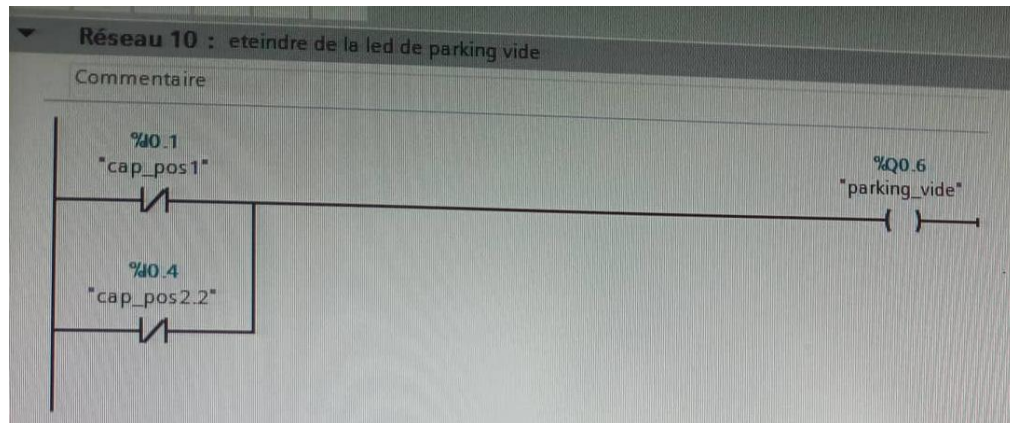 Réseau 10 : eteindre de la led de parking vide
Commentaire
%I0.1
"cap_pos1"
%Q0.6
"parking_vide"
%I0.4
"cap_pos2.2"